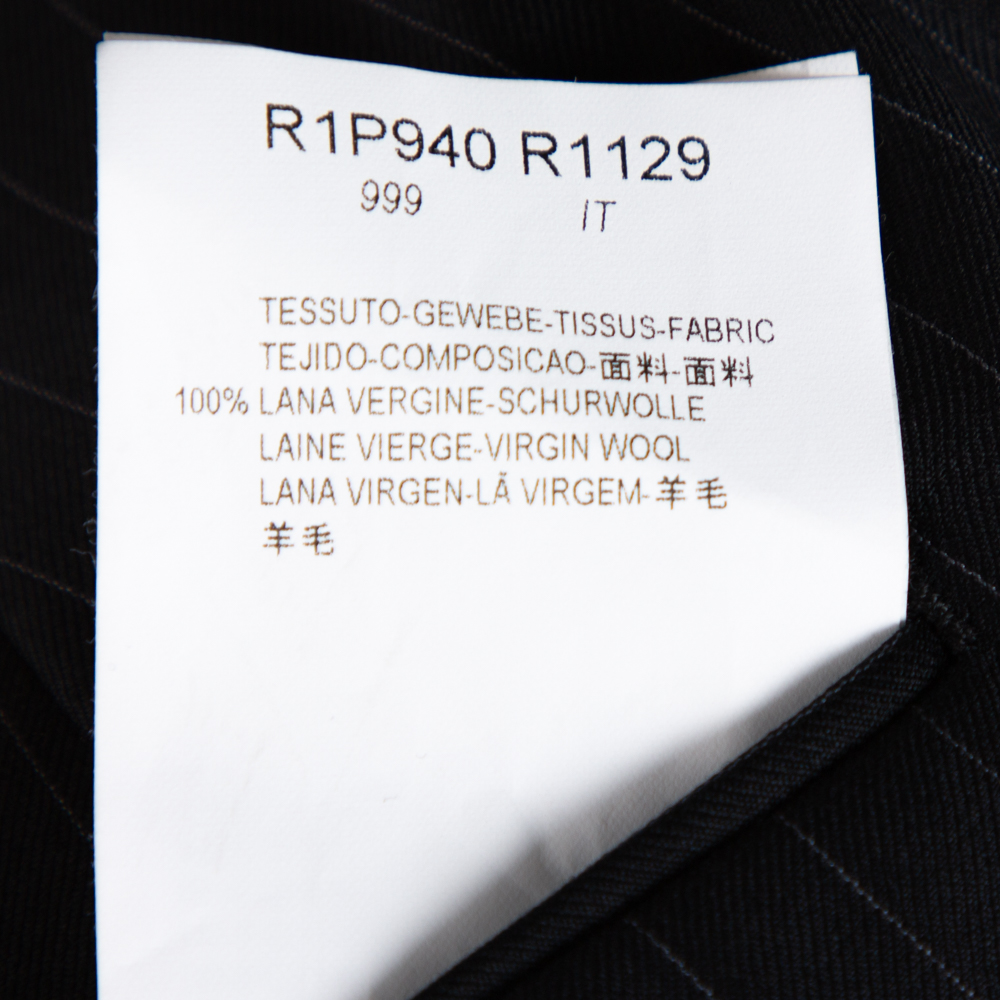 R1P940 R1129
999 IT
TESSUTO-GEWEBE-TISSUS-FABRIC
TEJIDO-COMPOSICAO-面料-面料
100% LANA VERGINE-SCHURWOLLE
LAINE VIERGE-VIRGIN WOOL
LANA VIRGEN-LÃ VIRGEM-羊毛
羊毛